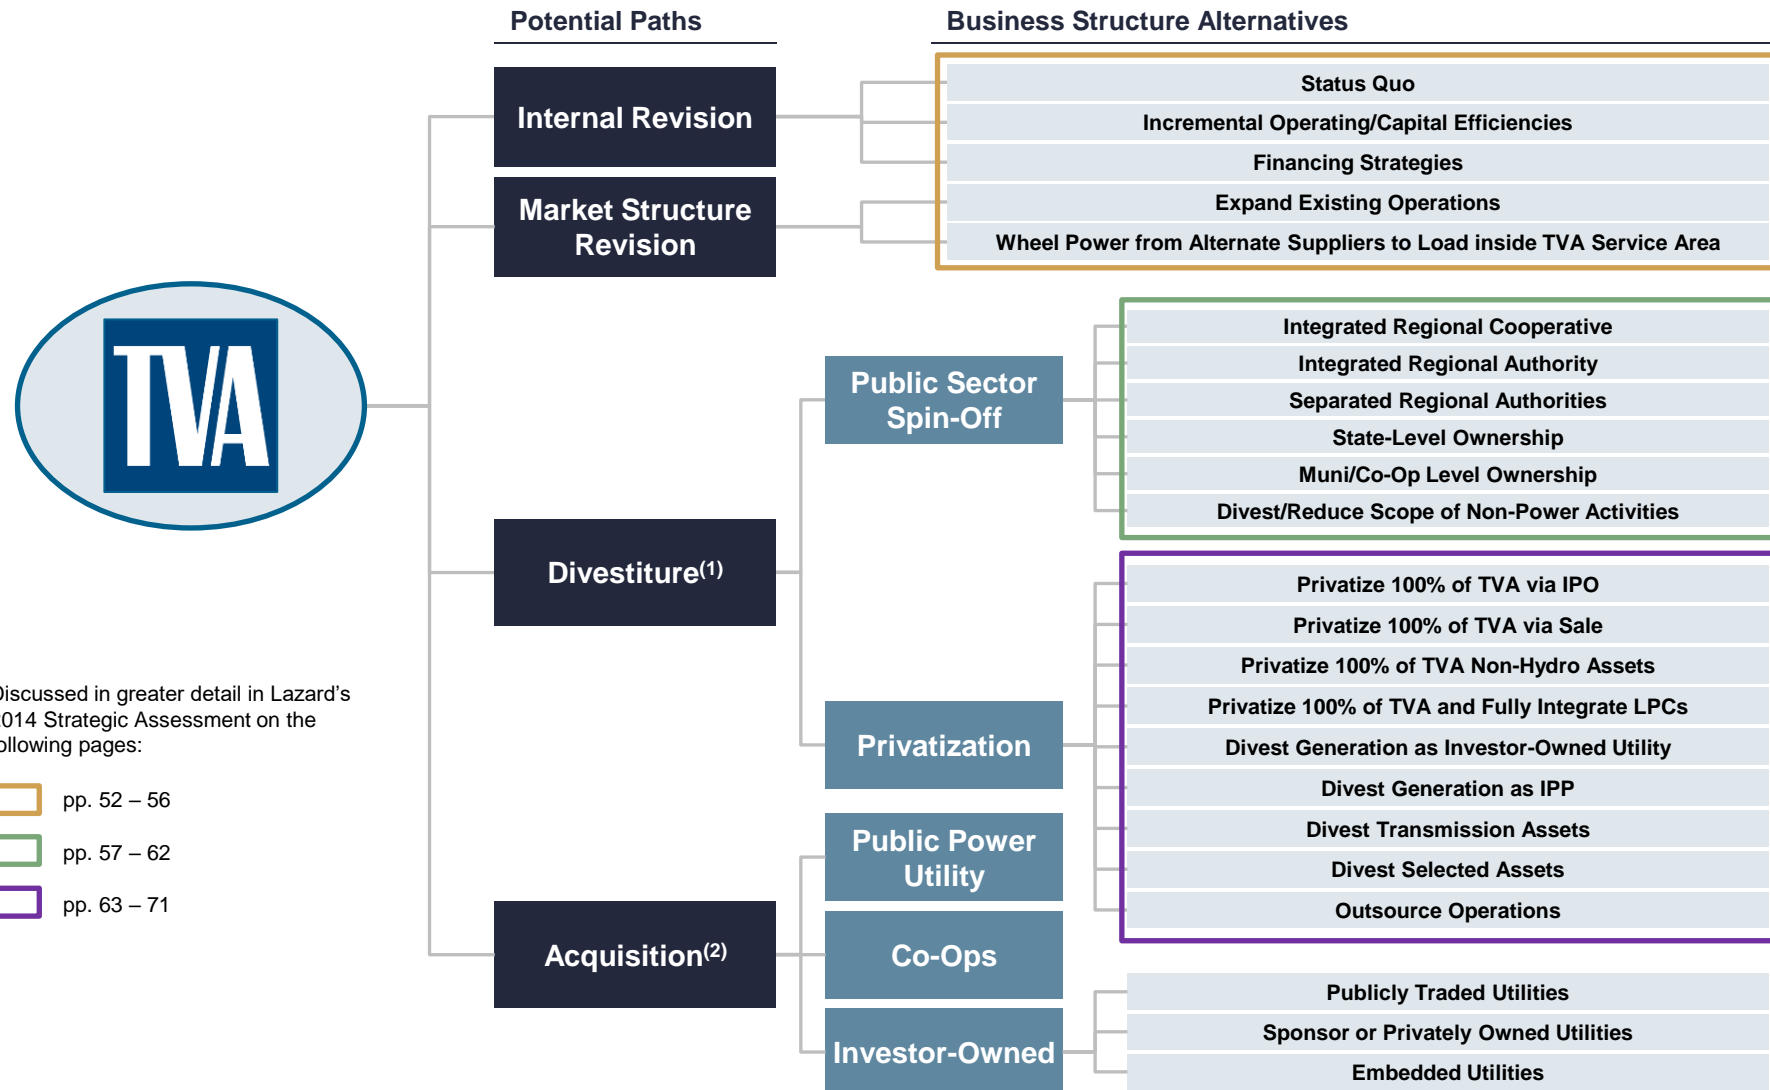 Potential Paths
Business Structure Alternatives
Internal Revision
Status Quo
Incremental Operating/Capital Efficiencies
Financing Strategies
Market Structure
Revision
Expand Existing Operations
Wheel Power from Alternate Suppliers to Load inside TVA Service Area
TVA
Divestiture(1)
Public Sector
Spin-Off
Integrated Regional Cooperative
Integrated Regional Authority
Separated Regional Authorities
State-Level Ownership
Muni/Co-Op Level Ownership
Divest/Reduce Scope of Non-Power Activities
Privatization
Privatize 100% of TVA via IPO
Privatize 100% of TVA via Sale
Privatize 100% of TVA Non-Hydro Assets
Privatize 100% of TVA and Fully Integrate LPCs
Divest Generation as Investor-Owned Utility
Divest Generation as IPP
Divest Transmission Assets
Divest Selected Assets
Outsource Operations
Acquisition(2)
Public Power
Utility
Co-Ops
Investor-Owned
Publicly Traded Utilities
Sponsor or Privately Owned Utilities
Embedded Utilities
Discussed in greater detail in Lazard's
2014 Strategic Assessment on the
following pages:
pp. 52 – 56
pp. 57 – 62
pp. 63 – 71